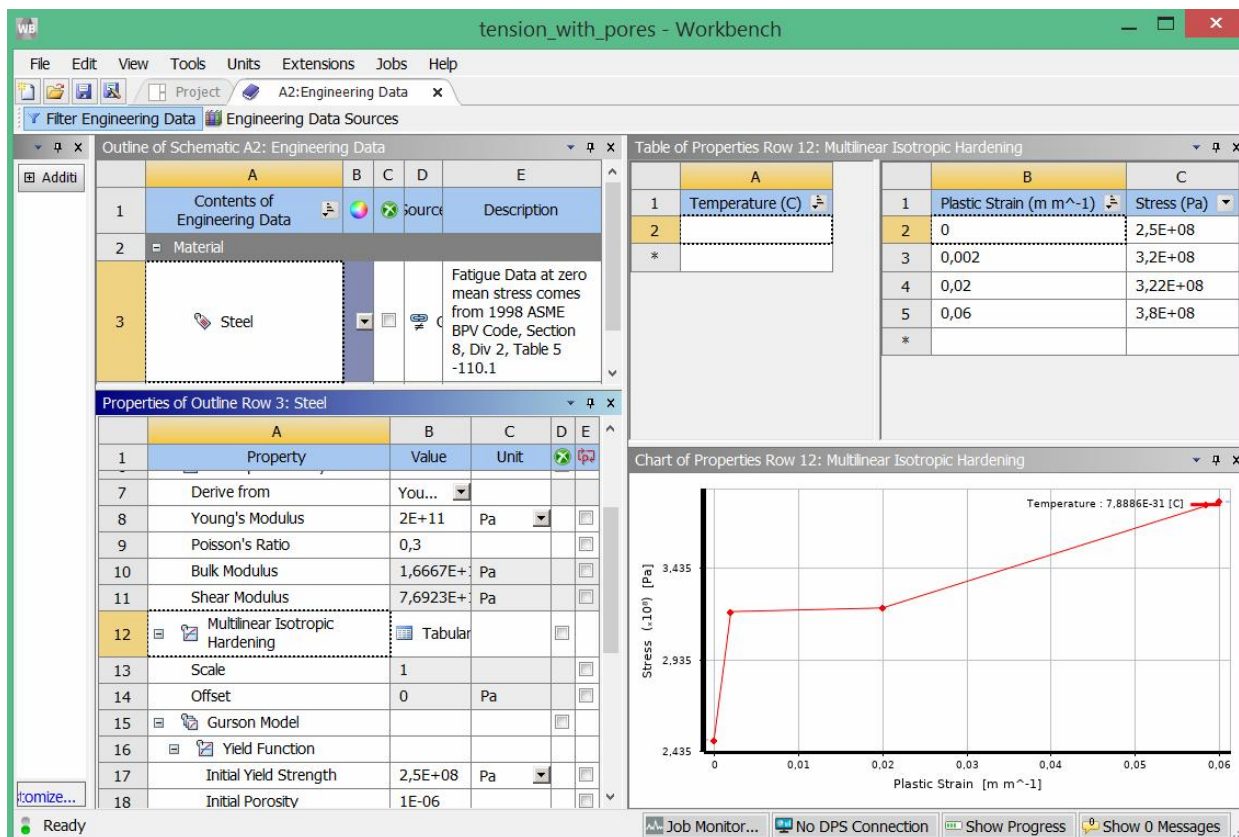 WB
tension_with_pores - Workbench
File Edit View Tools Units Extensions Jobs Help
Project A2:Engineering Data
Filter Engineering Data Engineering Data Sources
Additi
Outline of Schematic A2: Engineering Data
A B C D E
1 Contents of Engineering Data Source Description
2 Material
3 Steel
Fatigue Data at zero
mean stress comes
from 1998 ASME
BPV Code, Section
8, Div 2, Table 5
-110.1
Properties of Outline Row 3: Steel
A B C D E
1 Property Value Unit
7 Derive from You...
8 Young's Modulus 2E+11 Pa
9 Poisson's Ratio 0,3
10 Bulk Modulus 1,6667E+1 Pa
11 Shear Modulus 7,6923E+1 Pa
12 Multilinear Isotropic Hardening Tabular
13 Scale 1
14 Offset 0 Pa
15 Gurson Model
16 Yield Function
17 Initial Yield Strength 2,5E+08 Pa
18 Initial Porosity 1E-06
tomize...
Table of Properties Row 12: Multilinear Isotropic Hardening
A
1 Temperature (C)
2
*
B C
1 Plastic Strain (m m^-1) Stress (Pa)
2 0 2,5E+08
3 0,002 3,2E+08
4 0,02 3,22E+08
5 0,06 3,8E+08
*
Chart of Properties Row 12: Multilinear Isotropic Hardening
Temperature : 7,8886E-31 [C]
Stress (x10⁸) [Pa]
3,435
2,935
2,435
0 0,01 0,02 0,03 0,04 0,05 0,06
Plastic Strain [m m^-1]
Ready
Job Monitor... No DPS Connection Show Progress Show 0 Messages